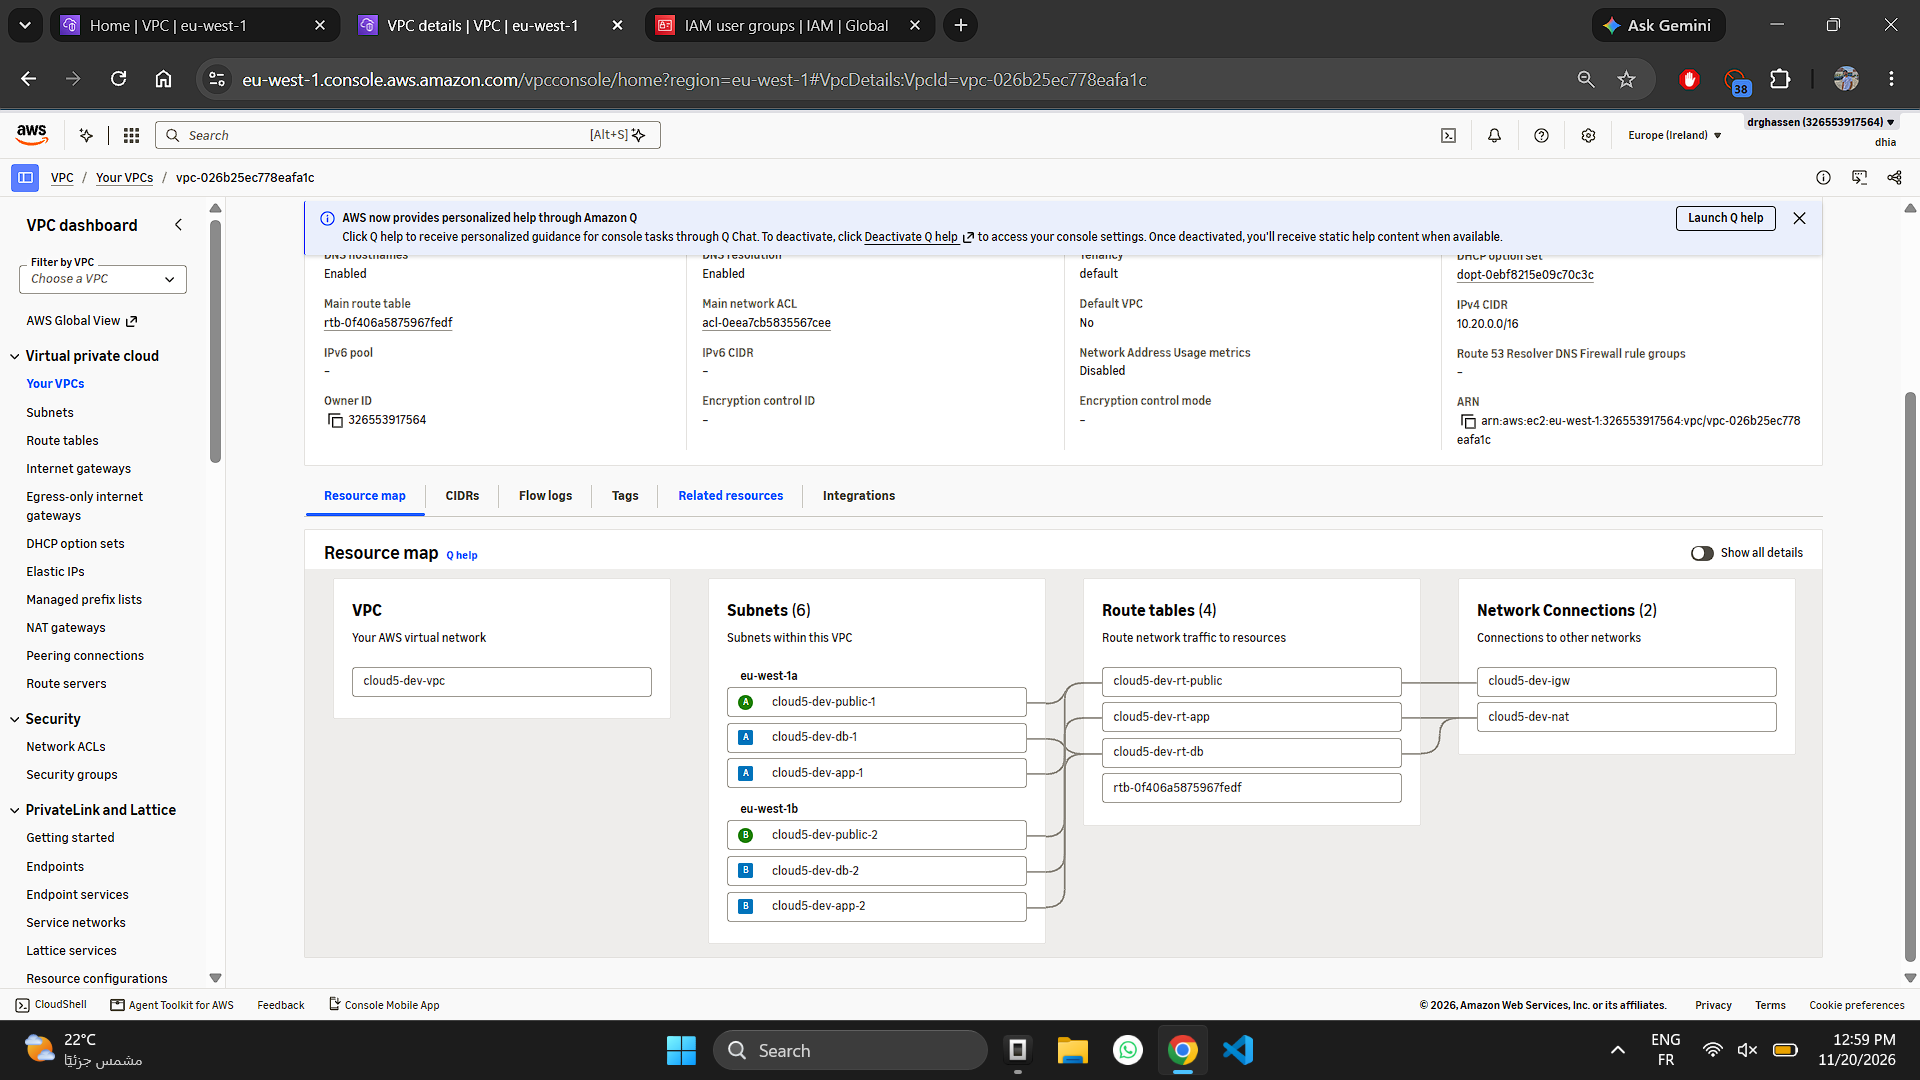 Home | VPC | eu-west-1
VPC details | VPC | eu-west-1
IAM user groups | IAM | Global
Ask Gemini
eu-west-1.console.aws.amazon.com/vpcconsole/home?region=eu-west-1#VpcDetails:VpcId=vpc-026b25ec778eafa1c
38
aws
Search
[Alt+S]
Europe (Ireland)
drghassen (326553917564)
dhia
VPC / Your VPCs / vpc-026b25ec778eafa1c
VPC dashboard
Filter by VPC
Choose a VPC
AWS Global View
Virtual private cloud
Your VPCs
Subnets
Route tables
Internet gateways
Egress-only internet
gateways
DHCP option sets
Elastic IPs
Managed prefix lists
NAT gateways
Peering connections
Route servers
Security
Network ACLs
Security groups
PrivateLink and Lattice
Getting started
Endpoints
Endpoint services
Service networks
Lattice services
Resource configurations
AWS now provides personalized help through Amazon Q
Click Q help to receive personalized guidance for console tasks through Q Chat. To deactivate, click Deactivate Q help to access your console settings. Once deactivated, you'll receive static help content when available.
Launch Q help
DNS hostnames
Enabled
DNS resolution
Enabled
Tenancy
default
DHCP option set
dopt-0ebf8215e09c70c3c
Main route table
rtb-0f406a5875967fedf
Main network ACL
acl-0eea7cb5835567cee
Default VPC
No
IPv4 CIDR
10.20.0.0/16
IPv6 pool
–
IPv6 CIDR
–
Network Address Usage metrics
Disabled
Route 53 Resolver DNS Firewall rule groups
–
Owner ID
326553917564
Encryption control ID
–
Encryption control mode
–
ARN
arn:aws:ec2:eu-west-1:326553917564:vpc/vpc-026b25ec778
eafa1c
Resource map
CIDRs
Flow logs
Tags
Related resources
Integrations
Resource map
Q help
Show all details
VPC
Your AWS virtual network
cloud5-dev-vpc
Subnets (6)
Subnets within this VPC
eu-west-1a
A cloud5-dev-public-1
A cloud5-dev-db-1
A cloud5-dev-app-1
eu-west-1b
B cloud5-dev-public-2
B cloud5-dev-db-2
B cloud5-dev-app-2
Route tables (4)
Route network traffic to resources
cloud5-dev-rt-public
cloud5-dev-rt-app
cloud5-dev-rt-db
rtb-0f406a5875967fedf
Network Connections (2)
Connections to other networks
cloud5-dev-igw
cloud5-dev-nat
CloudShell
Agent Toolkit for AWS
Feedback
Console Mobile App
© 2026, Amazon Web Services, Inc. or its affiliates.
Privacy
Terms
Cookie preferences
22°C
مشمس جزئيًا
Search
ENG
FR
12:59 PM
11/20/2026